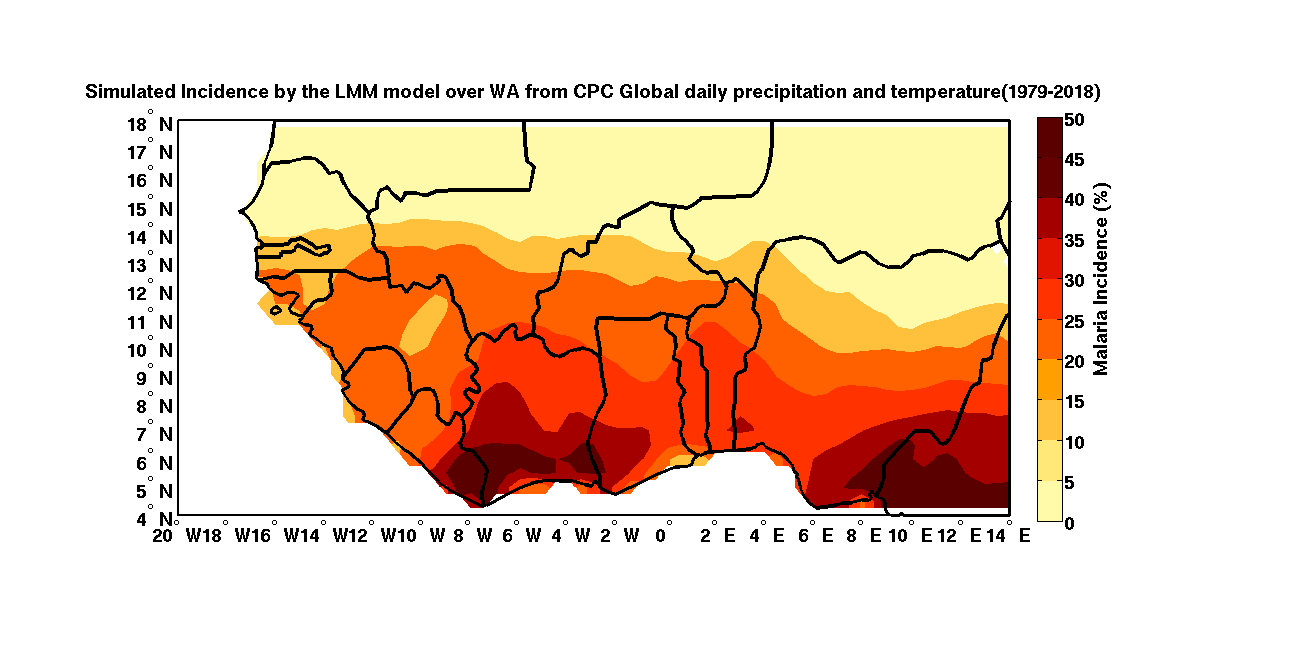 Simulated Incidence by the LMM model over WA from CPC Global daily precipitation and temperature(1979-2018)
18° N
17° N
16° N
15° N
14° N
13° N
12° N
11° N
10° N
9° N
8° N
7° N
6° N
5° N
4° N
20° W 18° W 16° W 14° W 12° W 10° W 8° W 6° W 4° W 2° W 0° 2° E 4° E 6° E 8° E 10° E 12° E 14° E
50
45
40
35
30
25
20
15
10
5
0
Malaria Incidence (%)